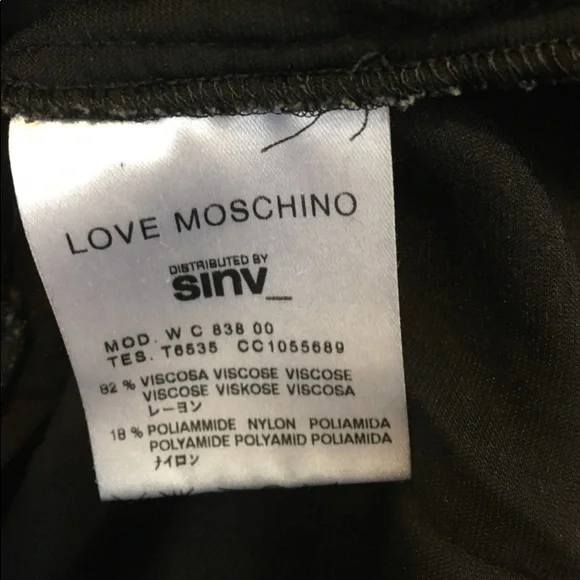 LOVE MOSCHINO
DISTRIBUTED BY
sinv_
MOD. W C 838 00
TES. T6535 CC1055689
82 % VISCOSA VISCOSE VISCOSE
VISCOSE VISKOSE VISCOSA
レーヨン
18 % POLIAMMIDE NYLON POLIAMIDA
POLYAMIDE POLYAMID POLIAMIDA
ナイロン